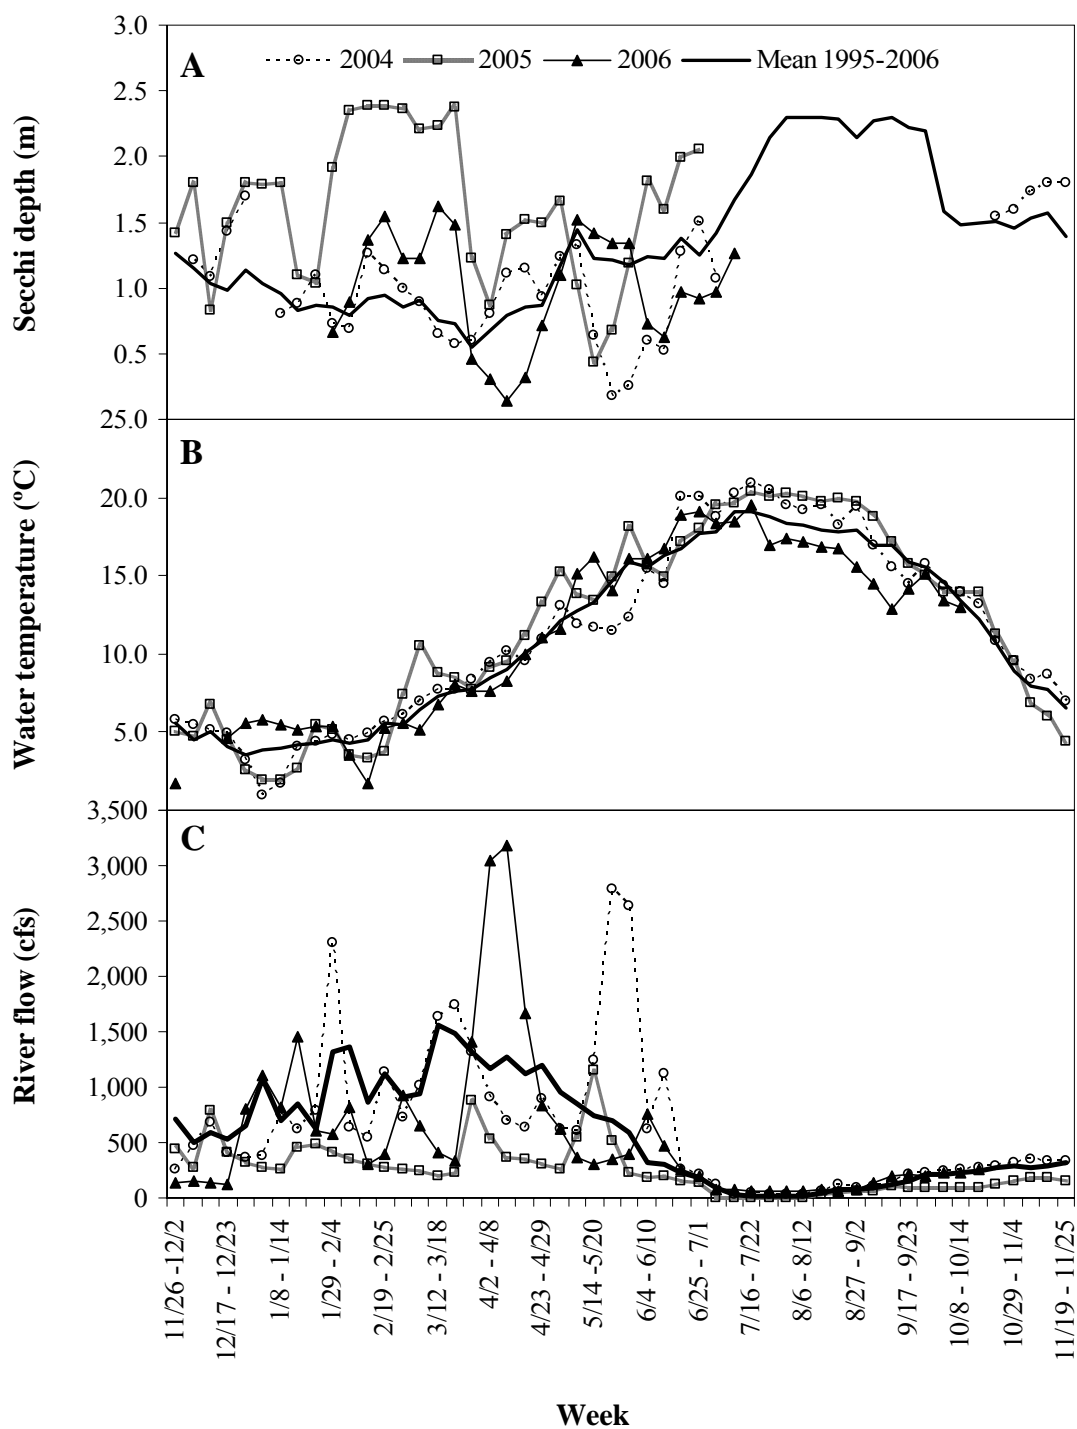 3.0
A
2004
2005
2006
Mean 1995-2006
2.5
2.0
1.5
1.0
0.5
Secchi depth (m)
25.0
B
20.0
15.0
10.0
5.0
Water temperature (ºC)
3,500
C
3,000
2,500
2,000
1,500
1,000
500
0
River flow (cfs)
11/26 -12/2
12/17 - 12/23
1/8 - 1/14
1/29 - 2/4
2/19 - 2/25
3/12 - 3/18
4/2 - 4/8
4/23 - 4/29
5/14 -5/20
6/4 - 6/10
6/25 - 7/1
7/16 - 7/22
8/6 - 8/12
8/27 - 9/2
9/17 - 9/23
10/8 - 10/14
10/29 - 11/4
11/19 - 11/25
Week